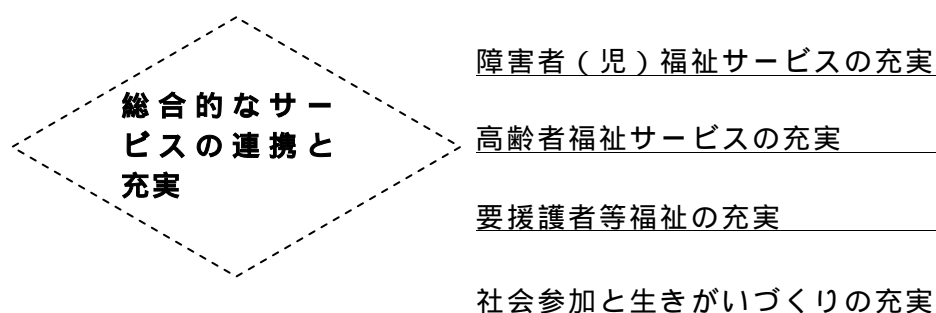 総合的なサー
ビスの連携と
充実
障害者（児）福祉サービスの充実
高齢者福祉サービスの充実
要援護者等福祉の充実
社会参加と生きがいづくりの充実